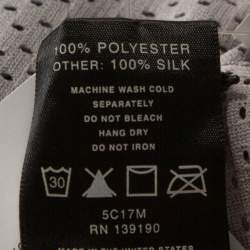 100% POLYESTER
OTHER: 100% SILK
MACHINE WASH COLD
SEPARATELY
DO NOT BLEACH
HANG DRY
DO NOT IRON
30
5C17M
RN 139190